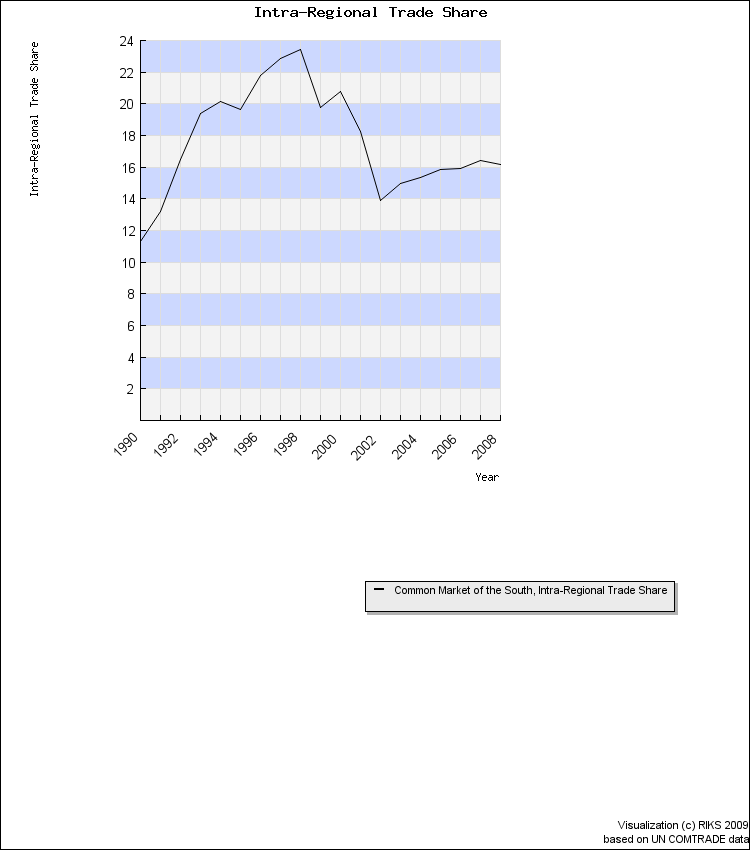 Intra-Regional Trade Share
Intra-Regional Trade Share
24
22
20
18
16
14
12
10
8
6
4
2
1990 1992 1994 1996 1998 2000 2002 2004 2006 2008
Year
Common Market of the South, Intra-Regional Trade Share
Visualization (c) RIKS 2009
based on UN COMTRADE data